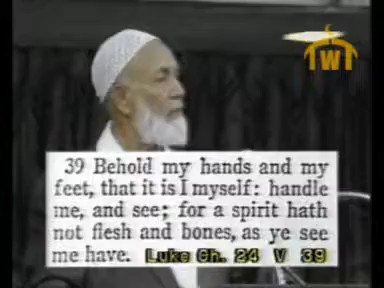 W
39 Behold my hands and my
feet, that it is I myself: handle
me, and see; for a spirit hath
not flesh and bones, as ye see
me have. Luke Ch. 24 V 39